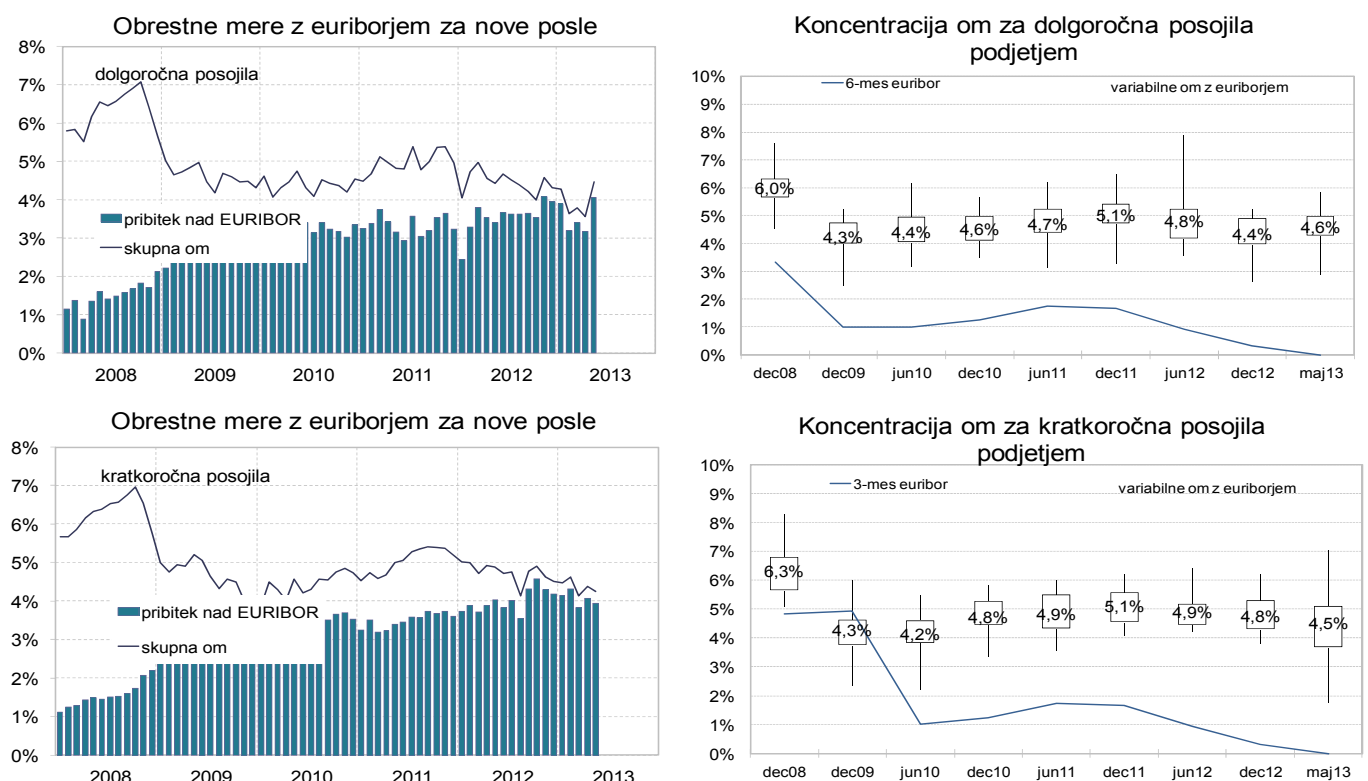 Obrestne mere z euriborjem za nove posle
8%
7%
6%
5%
4%
3%
2%
1%
0%
dolgoročna posojila
pribitek nad EURIBOR
skupna om
2008
2009
2010
2011
2012
2013
Koncentracija om za dolgoročna posojila
podjetjem
10%
9%
8%
7%
6%
5%
4%
3%
2%
1%
0%
6-mes euribor
variabilne om z euriborjem
6,0%
4,3%
4,4%
4,6%
4,7%
5,1%
4,8%
4,4%
4,6%
dec08
dec09
jun10
dec10
jun11
dec11
jun12
dec12
maj13
Obrestne mere z euriborjem za nove posle
8%
7%
6%
5%
4%
3%
2%
1%
0%
kratkoročna posojila
pribitek nad EURIBOR
skupna om
2008
2009
2010
2011
2012
2013
Koncentracija om za kratkoročna posojila
podjetjem
10%
9%
8%
7%
6%
5%
4%
3%
2%
1%
0%
3-mes euribor
variabilne om z euriborjem
6,3%
4,3%
4,2%
4,8%
4,9%
5,1%
4,9%
4,8%
4,5%
dec08
dec09
jun10
dec10
jun11
dec11
jun12
dec12
maj13